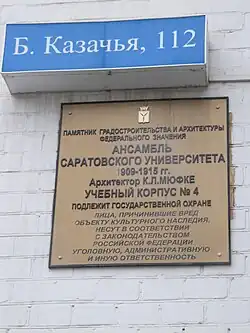 Б. Казачья, 112
ПАМЯТНИК ГРАДОСТРОИТЕЛЬСТВА И АРХИТЕКТУРЫ
ФЕДЕРАЛЬНОГО ЗНАЧЕНИЯ
АНСАМБЛЬ
САРАТОВСКОГО УНИВЕРСИТЕТА
1909-1915 гг.
Архитектор К.Л.МЮФКЕ
УЧЕБНЫЙ КОРПУС № 4
ПОДЛЕЖИТ ГОСУДАРСТВЕННОЙ ОХРАНЕ
ЛИЦА, ПРИЧИНИВШИЕ ВРЕД
ОБЪЕКТУ КУЛЬТУРНОГО НАСЛЕДИЯ,
НЕСУТ В СООТВЕТСТВИИ
С ЗАКОНОДАТЕЛЬСТВОМ
РОССИЙСКОЙ ФЕДЕРАЦИИ
УГОЛОВНУЮ, АДМИНИСТРАТИВНУЮ
И ИНУЮ ОТВЕТСТВЕННОСТЬ